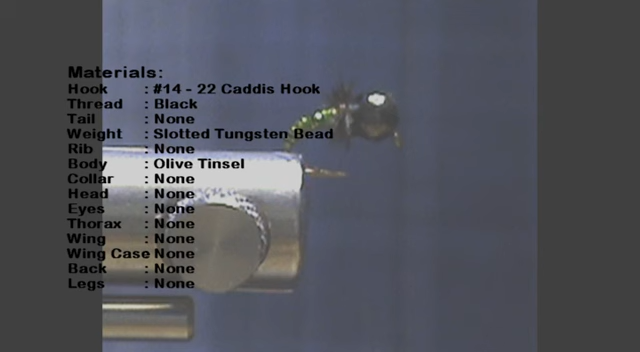 Materials:
Hook : #14 - 22 Caddis Hook
Thread : Black
Tail : None
Weight : Slotted Tungsten Bead
Rib : None
Body : Olive Tinsel
Collar : None
Head : None
Eyes : None
Thorax : None
Wing : None
Wing Case None
Back : None
Legs : None